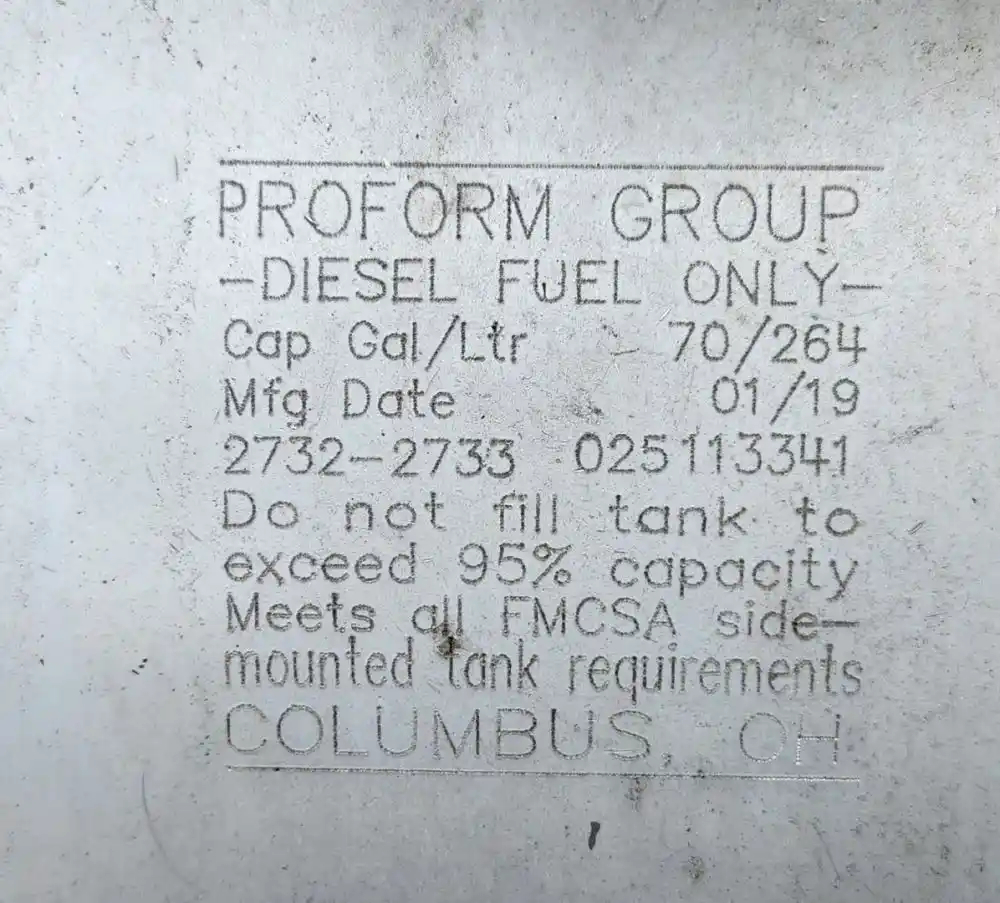 PROFORM GROUP
-DIESEL FUEL ONLY-
Cap Gal/Ltr 70/264
Mfg Date 01/19
2732-2733 025113341
Do not fill tank to
exceed 95% capacity
Meets all FMCSA side-
mounted tank requirements
COLUMBUS, OH